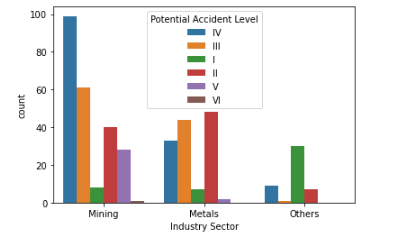 Potential Accident Level
IV
III
I
II
V
VI
100
80
60
40
20
0
count
Mining
Metals
Others
Industry Sector